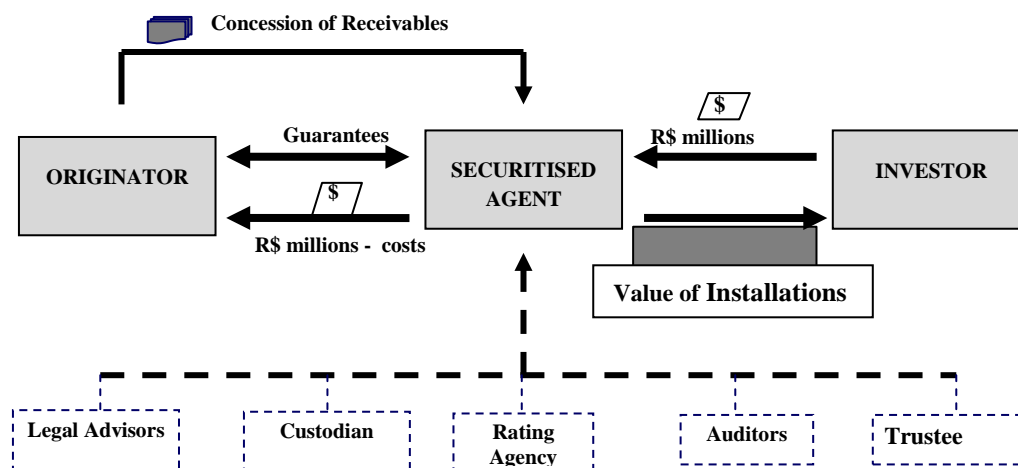 Concession of Receivables
$
Guarantees
R$ millions
ORIGINATOR
SECURITISED
AGENT
INVESTOR
$
R$ millions - costs
Value of Installations
Legal Advisors
Custodian
Rating
Agency
Auditors
Trustee